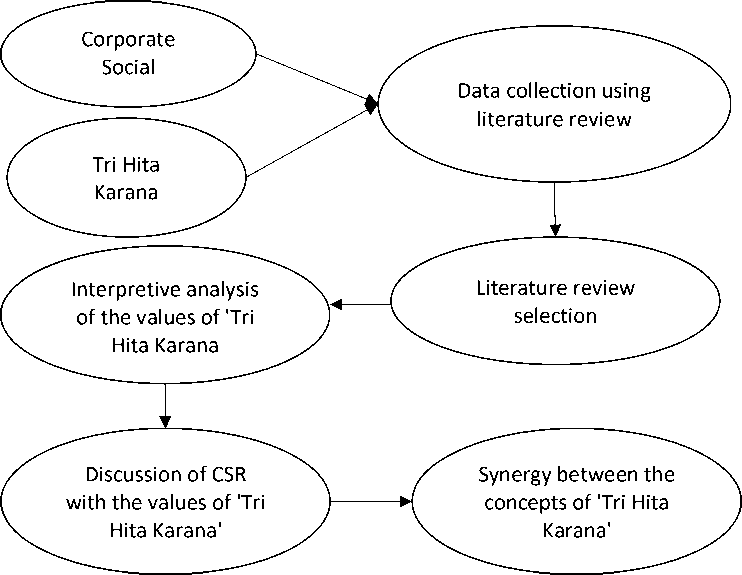 Corporate
Social
Tri Hita
Karana
Data collection using
literature review
Literature review
selection
Interpretive analysis
of the values of 'Tri
Hita Karana
Discussion of CSR
with the values of 'Tri
Hita Karana'
Synergy between the
concepts of 'Tri Hita
Karana'